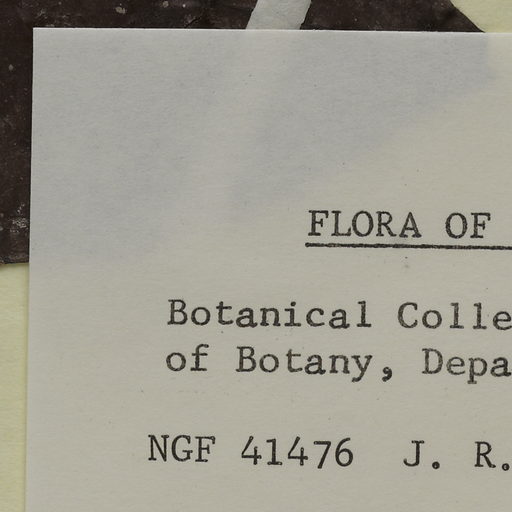 FLORA OF
Botanical Colle
of Botany, Depa
NGF 41476 J. R.